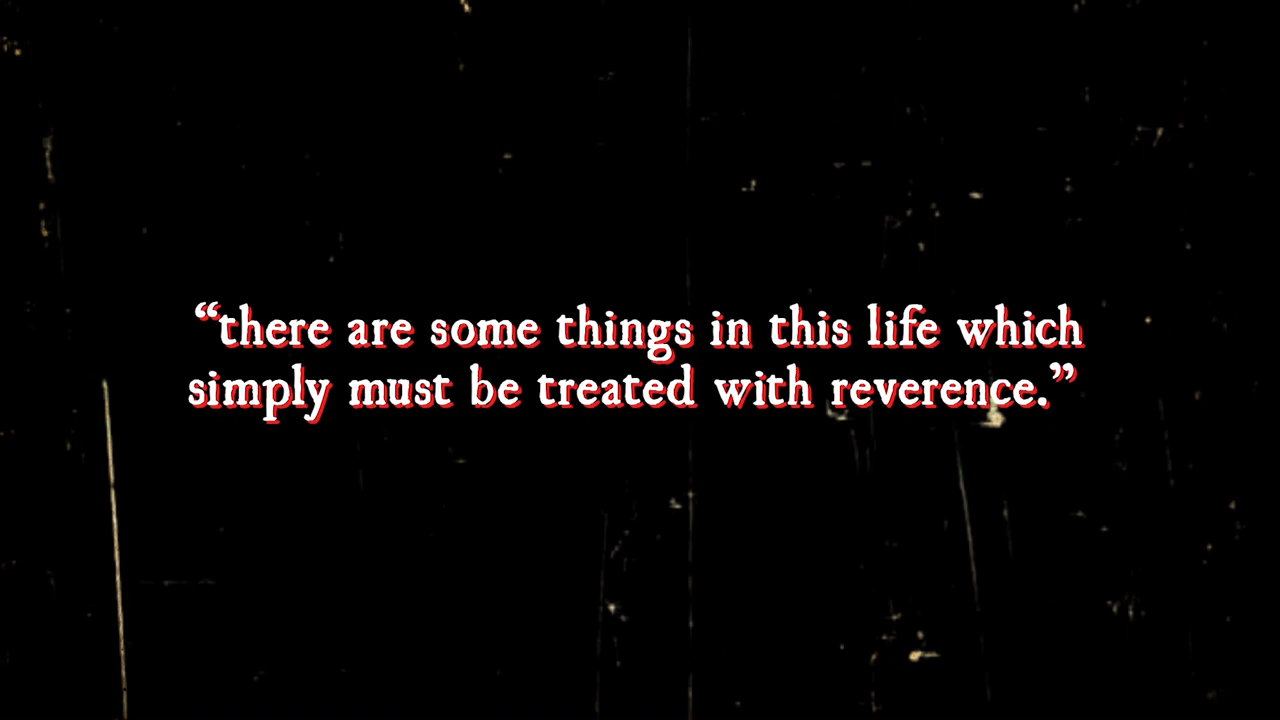 “there are some things in this life which
simply must be treated with reverence.”